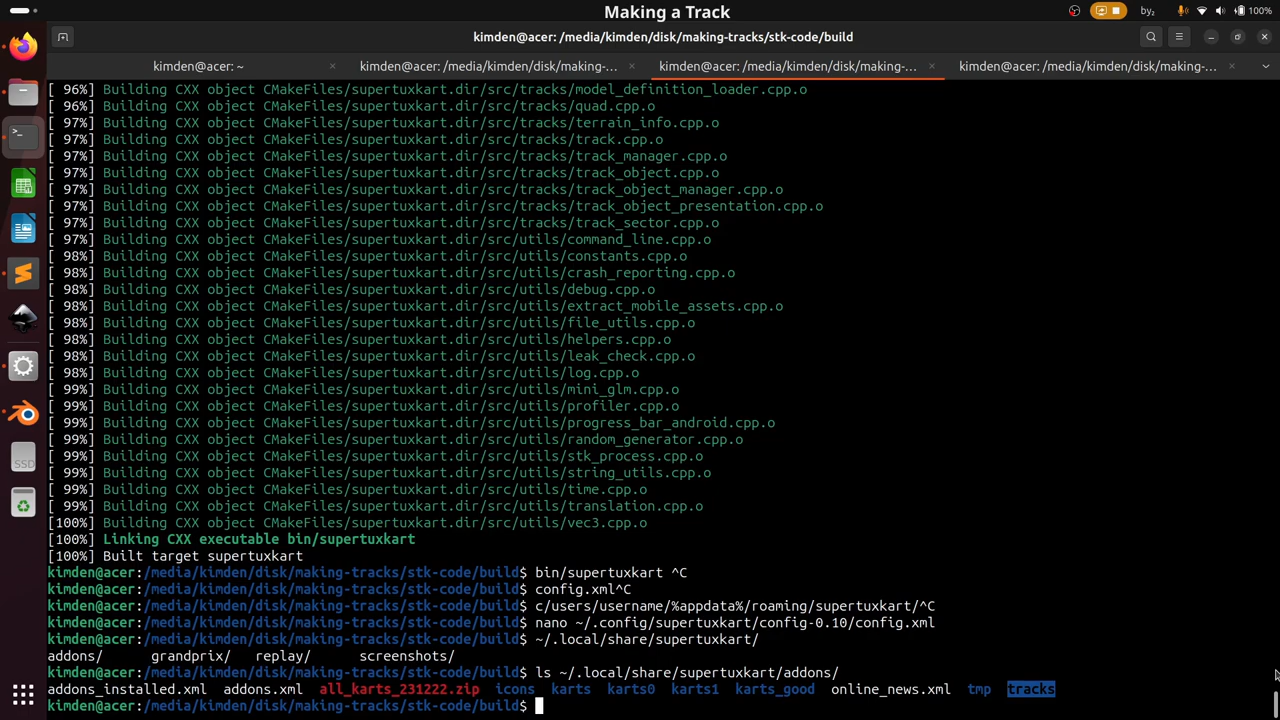 Making a Track
by₂
100%
kimden@acer: /media/kimden/disk/making-tracks/stk-code/build
kimden@acer: ~
kimden@acer: /media/kimden/disk/making-...
kimden@acer: /media/kimden/disk/making-...
kimden@acer: /media/kimden/disk/making-...
[ 96%] Building CXX object CMakeFiles/supertuxkart.dir/src/tracks/model_definition_loader.cpp.o
[ 96%] Building CXX object CMakeFiles/supertuxkart.dir/src/tracks/quad.cpp.o
[ 97%] Building CXX object CMakeFiles/supertuxkart.dir/src/tracks/terrain_info.cpp.o
[ 97%] Building CXX object CMakeFiles/supertuxkart.dir/src/tracks/track.cpp.o
[ 97%] Building CXX object CMakeFiles/supertuxkart.dir/src/tracks/track_manager.cpp.o
[ 97%] Building CXX object CMakeFiles/supertuxkart.dir/src/tracks/track_object.cpp.o
[ 97%] Building CXX object CMakeFiles/supertuxkart.dir/src/tracks/track_object_manager.cpp.o
[ 97%] Building CXX object CMakeFiles/supertuxkart.dir/src/tracks/track_object_presentation.cpp.o
[ 97%] Building CXX object CMakeFiles/supertuxkart.dir/src/tracks/track_sector.cpp.o
[ 97%] Building CXX object CMakeFiles/supertuxkart.dir/src/utils/command_line.cpp.o
[ 98%] Building CXX object CMakeFiles/supertuxkart.dir/src/utils/constants.cpp.o
[ 98%] Building CXX object CMakeFiles/supertuxkart.dir/src/utils/crash_reporting.cpp.o
[ 98%] Building CXX object CMakeFiles/supertuxkart.dir/src/utils/debug.cpp.o
[ 98%] Building CXX object CMakeFiles/supertuxkart.dir/src/utils/extract_mobile_assets.cpp.o
[ 98%] Building CXX object CMakeFiles/supertuxkart.dir/src/utils/file_utils.cpp.o
[ 98%] Building CXX object CMakeFiles/supertuxkart.dir/src/utils/helpers.cpp.o
[ 98%] Building CXX object CMakeFiles/supertuxkart.dir/src/utils/leak_check.cpp.o
[ 98%] Building CXX object CMakeFiles/supertuxkart.dir/src/utils/log.cpp.o
[ 99%] Building CXX object CMakeFiles/supertuxkart.dir/src/utils/mini_glm.cpp.o
[ 99%] Building CXX object CMakeFiles/supertuxkart.dir/src/utils/profiler.cpp.o
[ 99%] Building CXX object CMakeFiles/supertuxkart.dir/src/utils/progress_bar_android.cpp.o
[ 99%] Building CXX object CMakeFiles/supertuxkart.dir/src/utils/random_generator.cpp.o
[ 99%] Building CXX object CMakeFiles/supertuxkart.dir/src/utils/stk_process.cpp.o
[ 99%] Building CXX object CMakeFiles/supertuxkart.dir/src/utils/string_utils.cpp.o
[ 99%] Building CXX object CMakeFiles/supertuxkart.dir/src/utils/time.cpp.o
[ 99%] Building CXX object CMakeFiles/supertuxkart.dir/src/utils/translation.cpp.o
[100%] Building CXX object CMakeFiles/supertuxkart.dir/src/utils/vec3.cpp.o
[100%] Linking CXX executable bin/supertuxkart
[100%] Built target supertuxkart
kimden@acer:/media/kimden/disk/making-tracks/stk-code/build$ bin/supertuxkart ^C
kimden@acer:/media/kimden/disk/making-tracks/stk-code/build$ config.xml^C
kimden@acer:/media/kimden/disk/making-tracks/stk-code/build$ c/users/username/%appdata%/roaming/supertuxkart/^C
kimden@acer:/media/kimden/disk/making-tracks/stk-code/build$ nano ~/.config/supertuxkart/config-0.10/config.xml
kimden@acer:/media/kimden/disk/making-tracks/stk-code/build$ ~/.local/share/supertuxkart/
addons/ grandprix/ replay/ screenshots/
kimden@acer:/media/kimden/disk/making-tracks/stk-code/build$ ls ~/.local/share/supertuxkart/addons/
addons_installed.xml addons.xml all_karts_231222.zip icons karts karts0 karts1 karts_good online_news.xml tmp tracks
kimden@acer:/media/kimden/disk/making-tracks/stk-code/build$
SSD